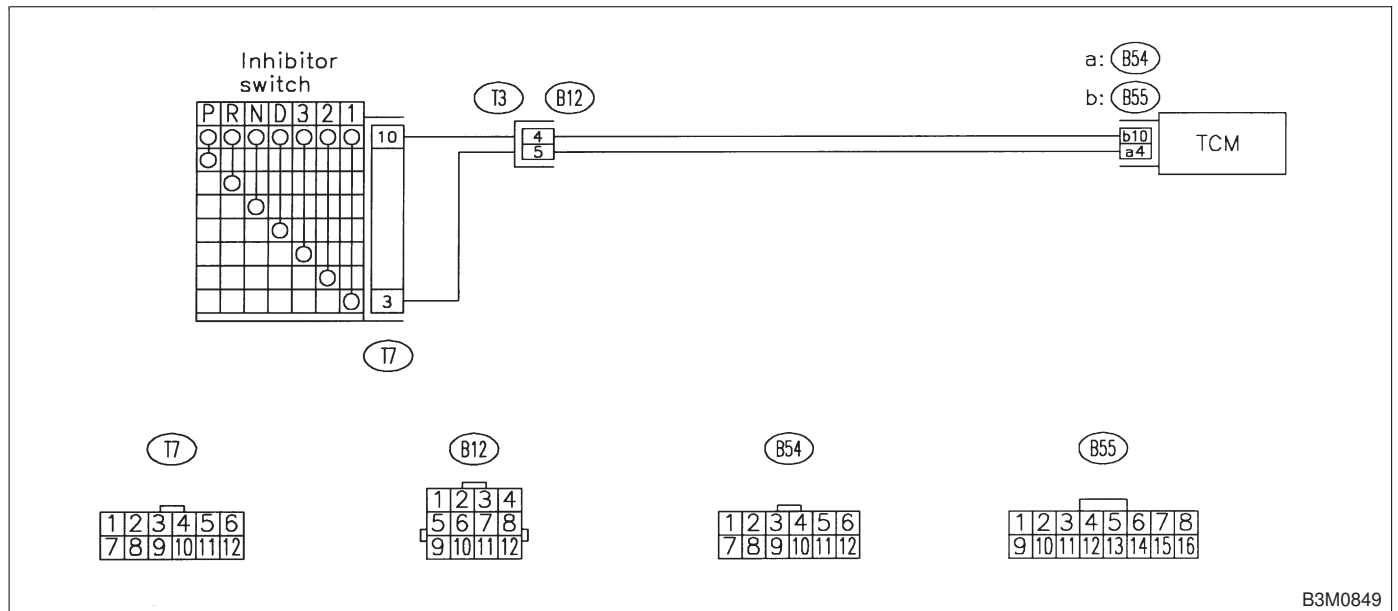 Inhibitor
switch
P R N D 3 2 1
10
3
T7
T3
B12
4
5
a: B54
b: B55
b10
a4
TCM
T7
1 2 3 4 5 6
7 8 9 10 11 12
B12
1 2 3 4
5 6 7 8
9 10 11 12
B54
1 2 3 4 5 6
7 8 9 10 11 12
B55
1 2 3 4 5 6 7 8
9 10 11 12 13 14 15 16
B3M0849